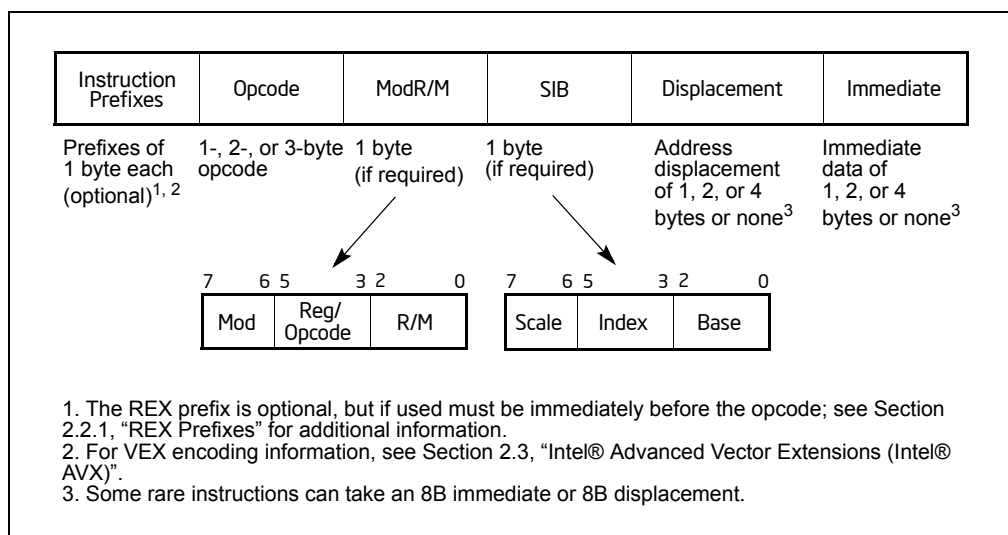 Instruction Prefixes
Opcode
ModR/M
SIB
Displacement
Immediate
Prefixes of
1 byte each
(optional)1, 2
1-, 2-, or 3-byte
opcode
1 byte
(if required)
1 byte
(if required)
Address
displacement
of 1, 2, or 4
bytes or none3
Immediate
data of
1, 2, or 4
bytes or none3
7 6 5 3 2 0
Mod
Reg/
Opcode
R/M
7 6 5 3 2 0
Scale
Index
Base
1. The REX prefix is optional, but if used must be immediately before the opcode; see Section
2.2.1, “REX Prefixes” for additional information.
2. For VEX encoding information, see Section 2.3, “Intel® Advanced Vector Extensions (Intel®
AVX)”.
3. Some rare instructions can take an 8B immediate or 8B displacement.